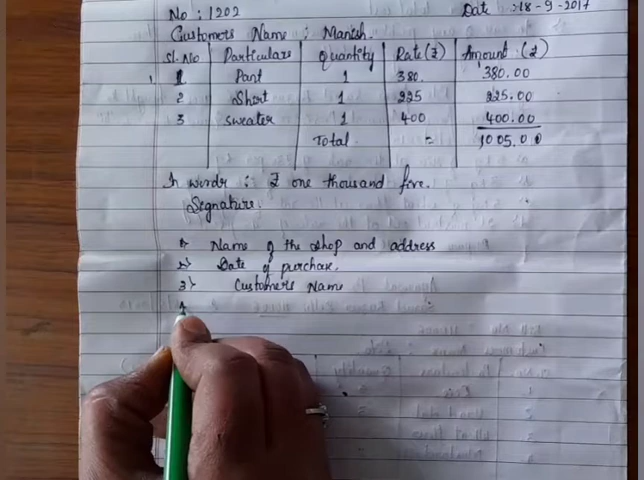 No : 1202 Date :18-9-2017
Customers Name : Manish.
Sl. No Particulars Quantity Rate(₹) Amount :(₹)
1 Pant 1 380. 380.00
2 Shirt 1 225 225.00
3 Sweater 1 400 400.00
Total = 1005.00
In words : ₹ one thousand five.
Signature:
1) Name of the shop and address
2) Date of purchase.
3) Customers Name